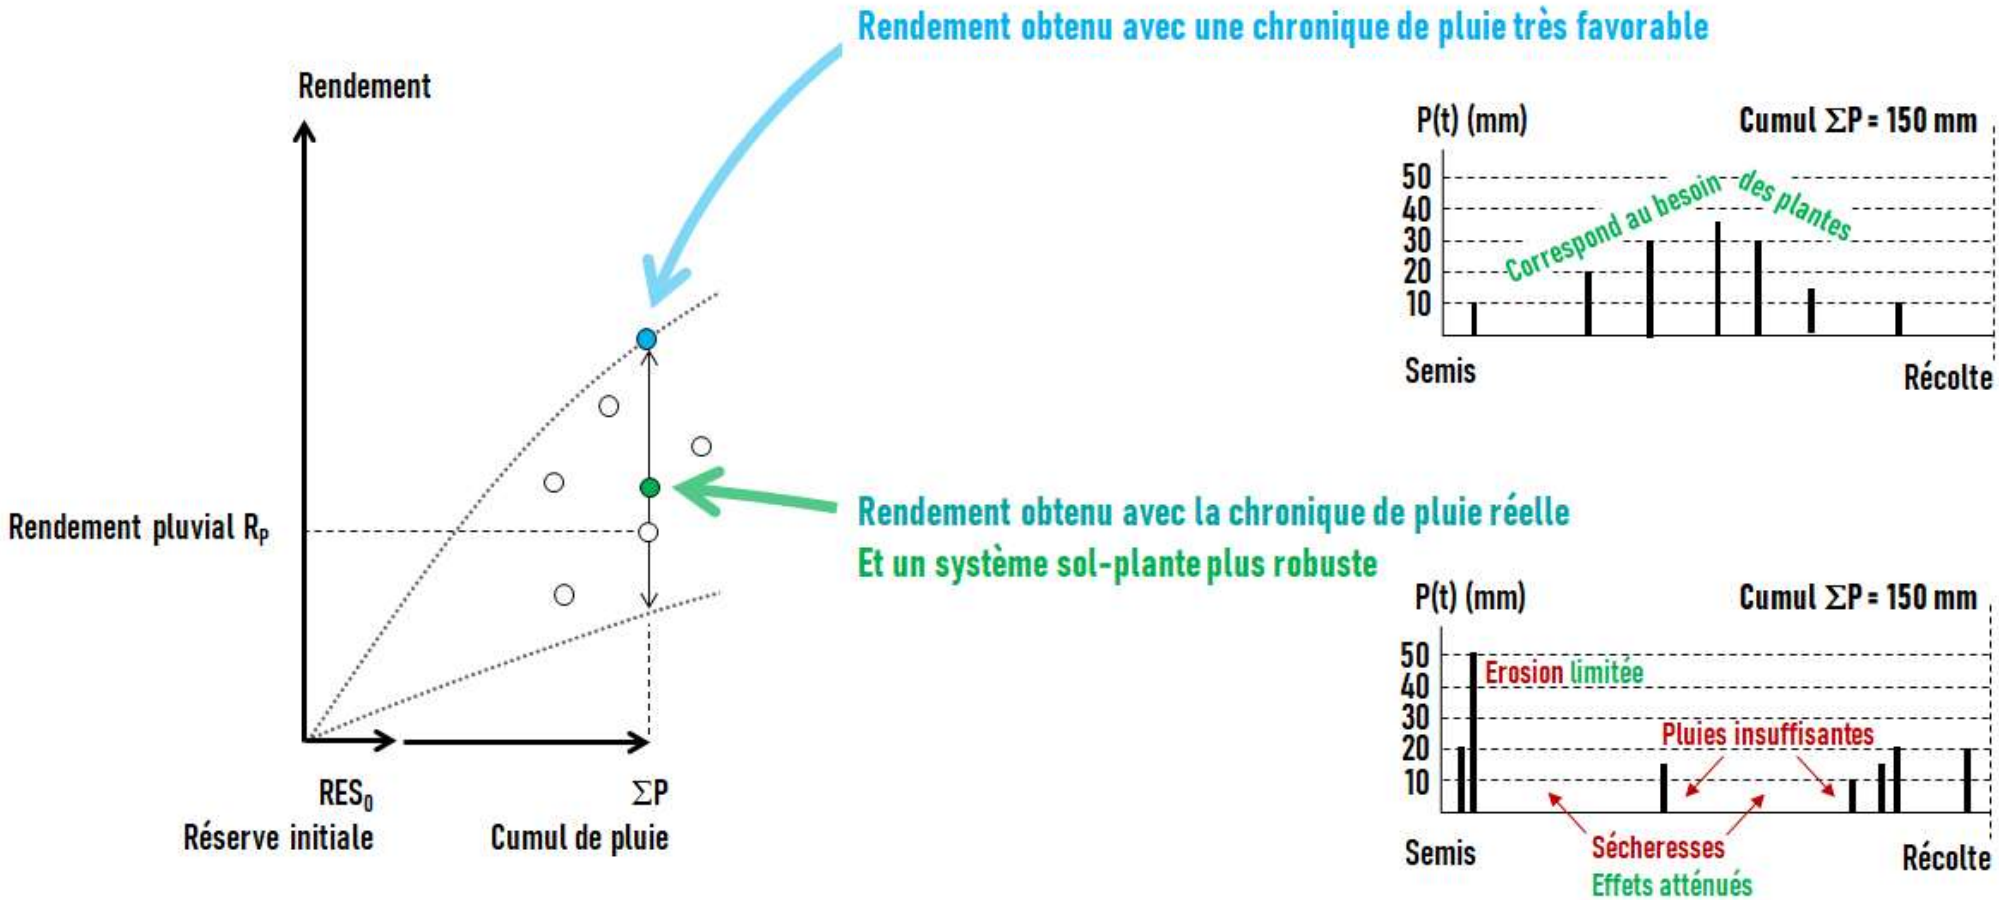 Rendement obtenu avec une chronique de pluie très favorable
Rendement
P(t) (mm)
Cumul ΣP = 150 mm
50
40
30
20
10
Correspond au besoin des plantes
Semis
Récolte
Rendement pluvial R_P
Rendement obtenu avec la chronique de pluie réelle
Et un système sol-plante plus robuste
P(t) (mm)
Cumul ΣP = 150 mm
50
40
30
20
10
Erosion limitée
Pluies insuffisantes
Sécheresses
Effets atténués
Semis
Récolte
RES₀
Réserve initiale
ΣP
Cumul de pluie